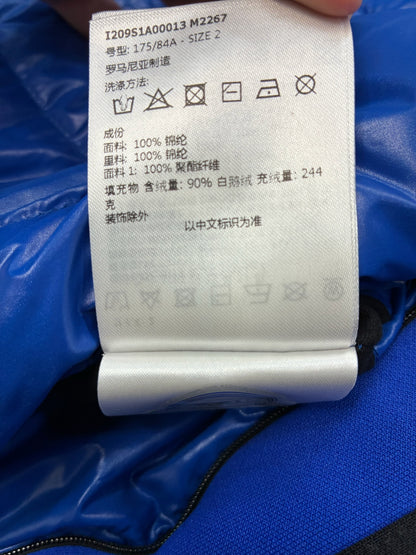 I209S1A00013 M2267
号型: 175/84A - SIZE 2
罗马尼亚制造
洗涤方法:
成份
面料: 100% 锦纶
里料: 100% 锦纶
面料 1: 100% 聚酯纤维
填充物 含绒量: 90% 白鹅绒 充绒量: 244
克
装饰除外
以中文标识为准